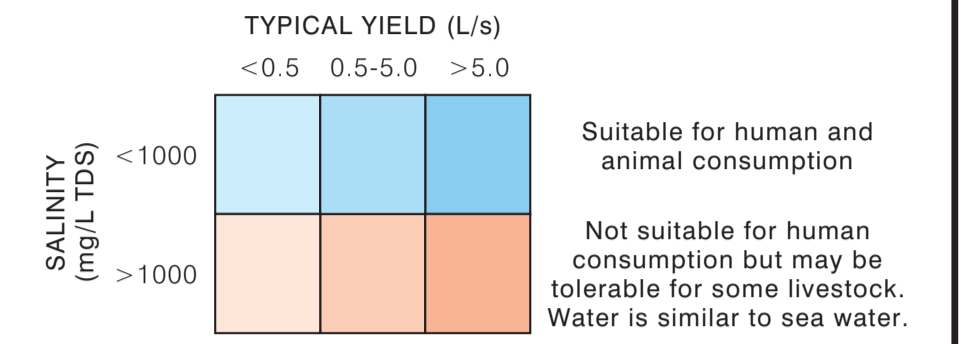 TYPICAL YIELD (L/s)
<0.5 0.5-5.0 >5.0
SALINITY
(mg/L TDS)
<1000
Suitable for human and
animal consumption
>1000
Not suitable for human
consumption but may be
tolerable for some livestock.
Water is similar to sea water.